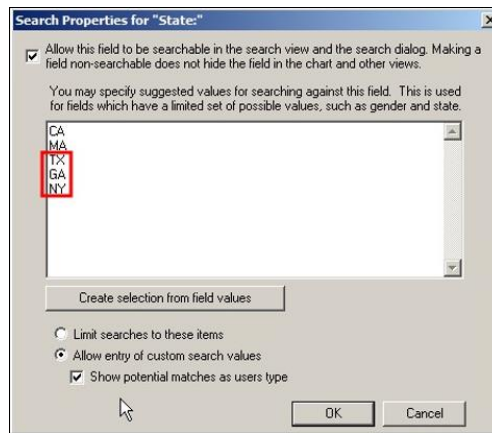 Search Properties for "State:"
Allow this field to be searchable in the search view and the search dialog. Making a
field non-searchable does not hide the field in the chart and other views.
You may specify suggested values for searching against this field. This is used
for fields which have a limited set of possible values, such as gender and state.
CA
MA
TX
GA
NY
Create selection from field values
Limit searches to these items
Allow entry of custom search values
Show potential matches as users type
OK
Cancel